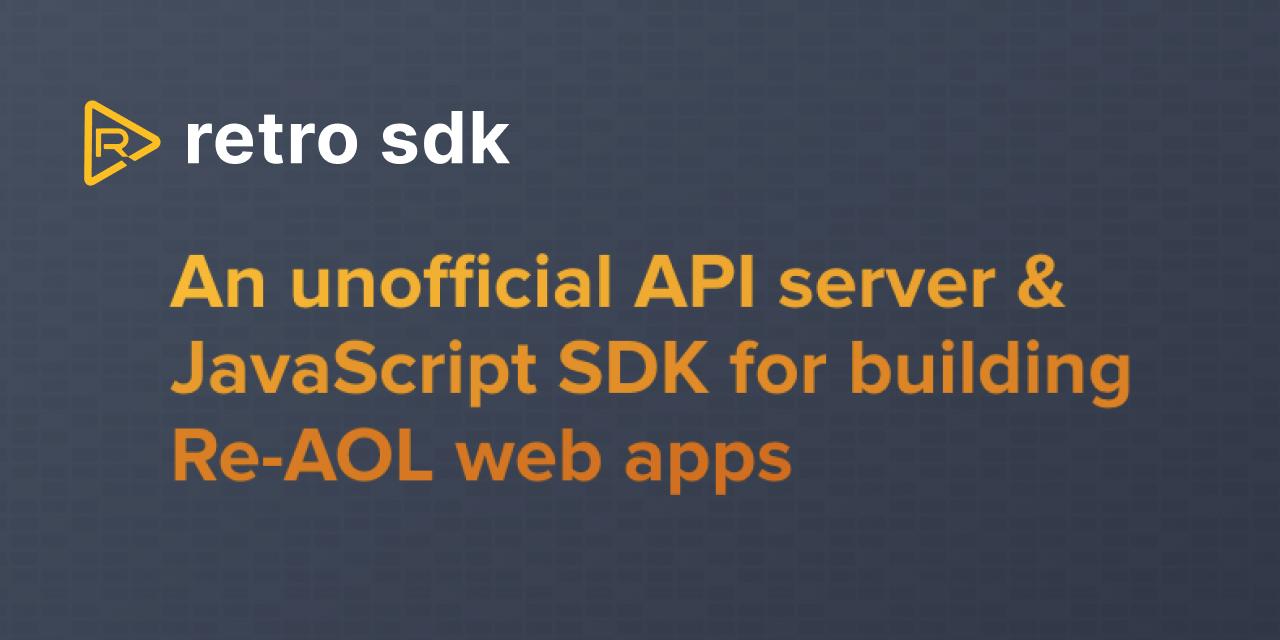 R
retro sdk
An unofficial API server &
JavaScript SDK for building
Re-AOL web apps